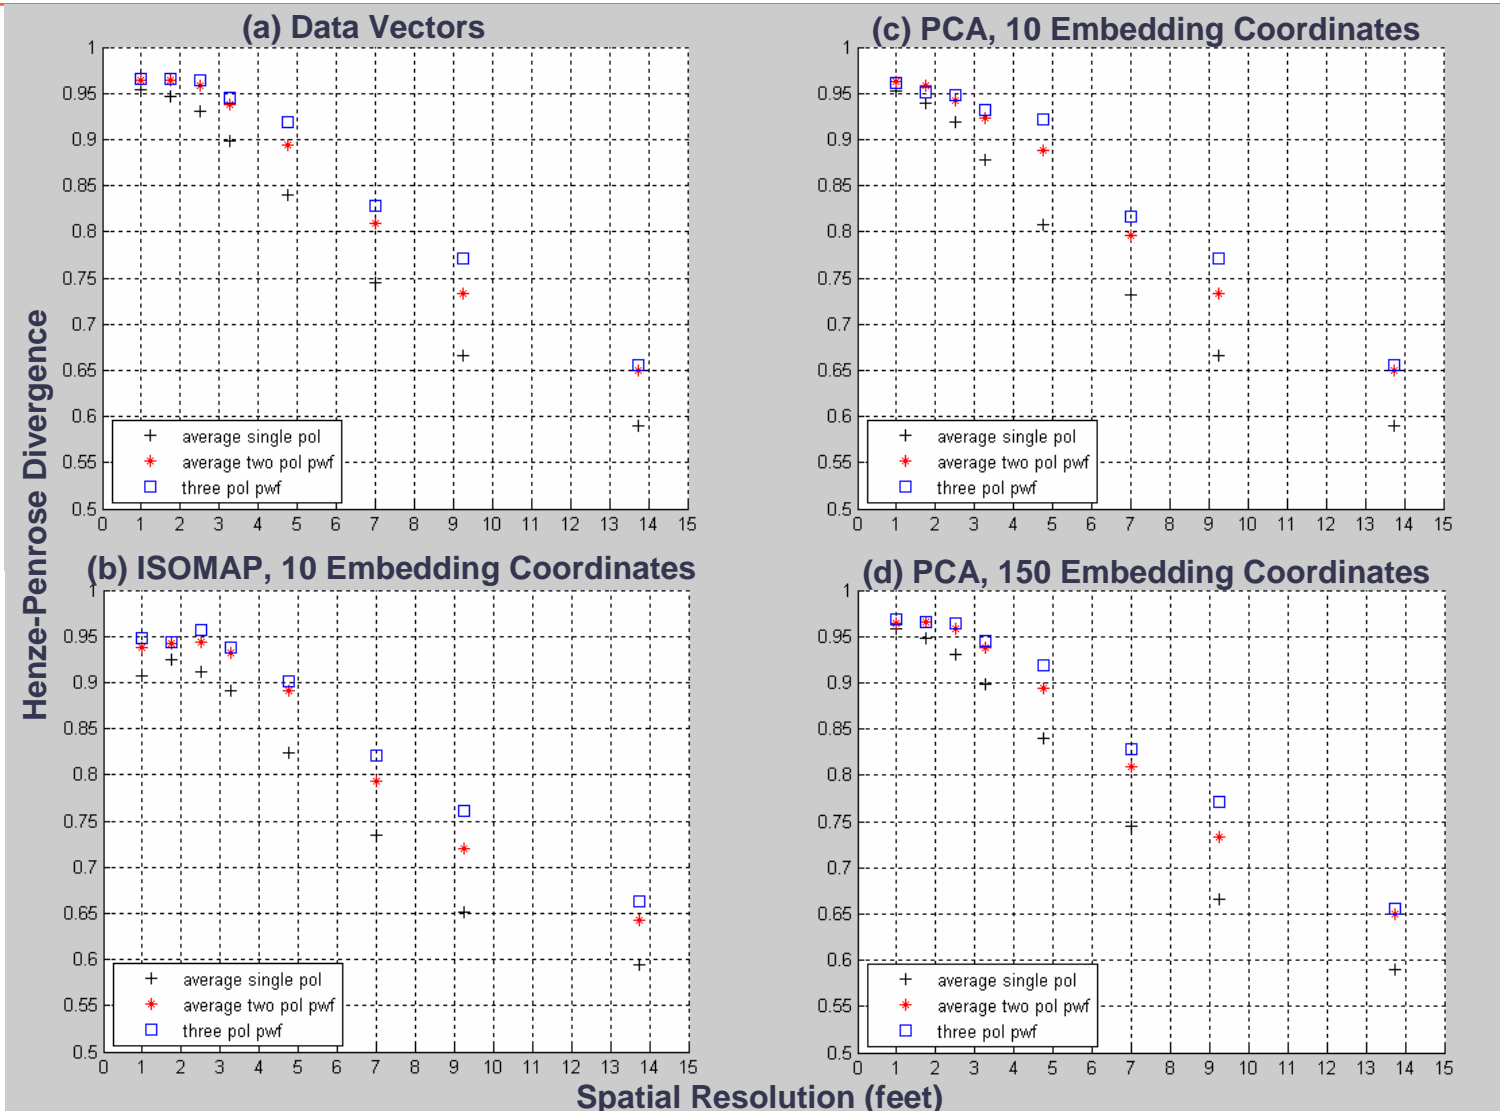 (a) Data Vectors
1
0.95
0.9
0.85
0.8
0.75
0.7
0.65
0.6
0.55
0.5
average single pol
average two pol pwf
three pol pwf
0 1 2 3 4 5 6 7 8 9 10 11 12 13 14 15
(c) PCA, 10 Embedding Coordinates
1
0.95
0.9
0.85
0.8
0.75
0.7
0.65
0.6
0.55
0.5
average single pol
average two pol pwf
three pol pwf
0 1 2 3 4 5 6 7 8 9 10 11 12 13 14 15
Henze-Penrose Divergence
(b) ISOMAP, 10 Embedding Coordinates
1
0.95
0.9
0.85
0.8
0.75
0.7
0.65
0.6
0.55
0.5
average single pol
average two pol pwf
three pol pwf
0 1 2 3 4 5 6 7 8 9 10 11 12 13 14 15
(d) PCA, 150 Embedding Coordinates
1
0.95
0.9
0.85
0.8
0.75
0.7
0.65
0.6
0.55
0.5
average single pol
average two pol pwf
three pol pwf
0 1 2 3 4 5 6 7 8 9 10 11 12 13 14 15
Spatial Resolution (feet)